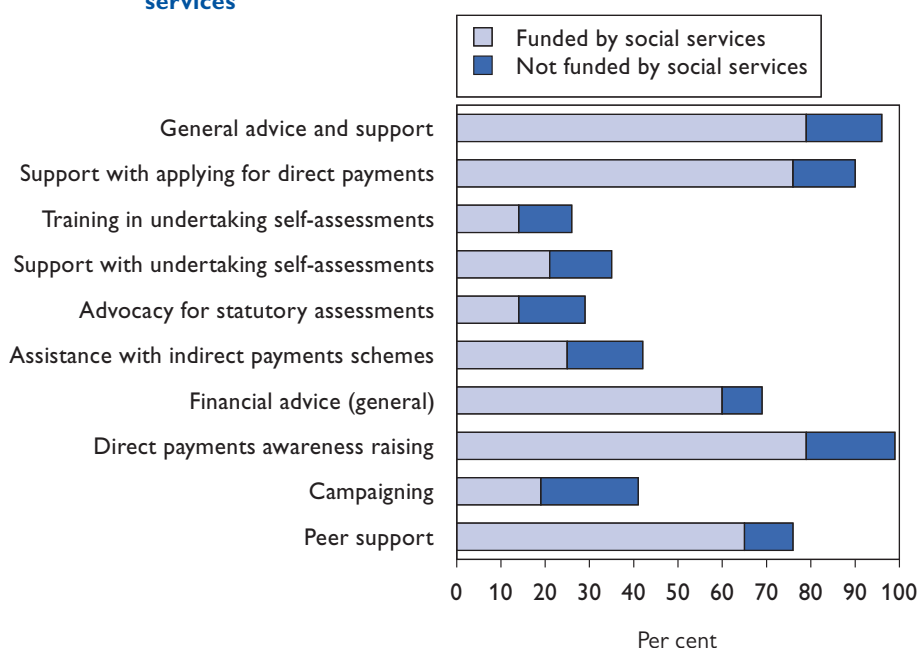 services
Funded by social services
Not funded by social services
General advice and support
Support with applying for direct payments
Training in undertaking self-assessments
Support with undertaking self-assessments
Advocacy for statutory assessments
Assistance with indirect payments schemes
Financial advice (general)
Direct payments awareness raising
Campaigning
Peer support
0 10 20 30 40 50 60 70 80 90 100
Per cent